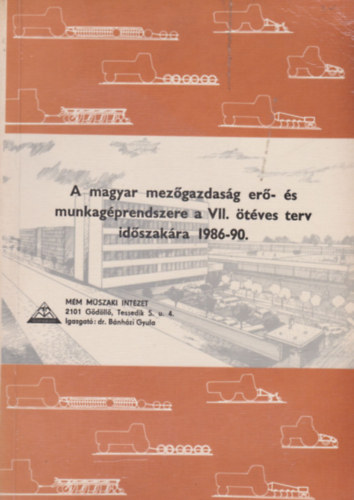 A magyar mezőgazdaság erő- és
munkagéprendszere a VII. ötéves terv
időszakára 1986-90.
MÉM MŰSZAKI INTÉZET
2101 Gödöllő, Tessedik S. u. 4.
Igazgató: dr. Bánházi Gyula